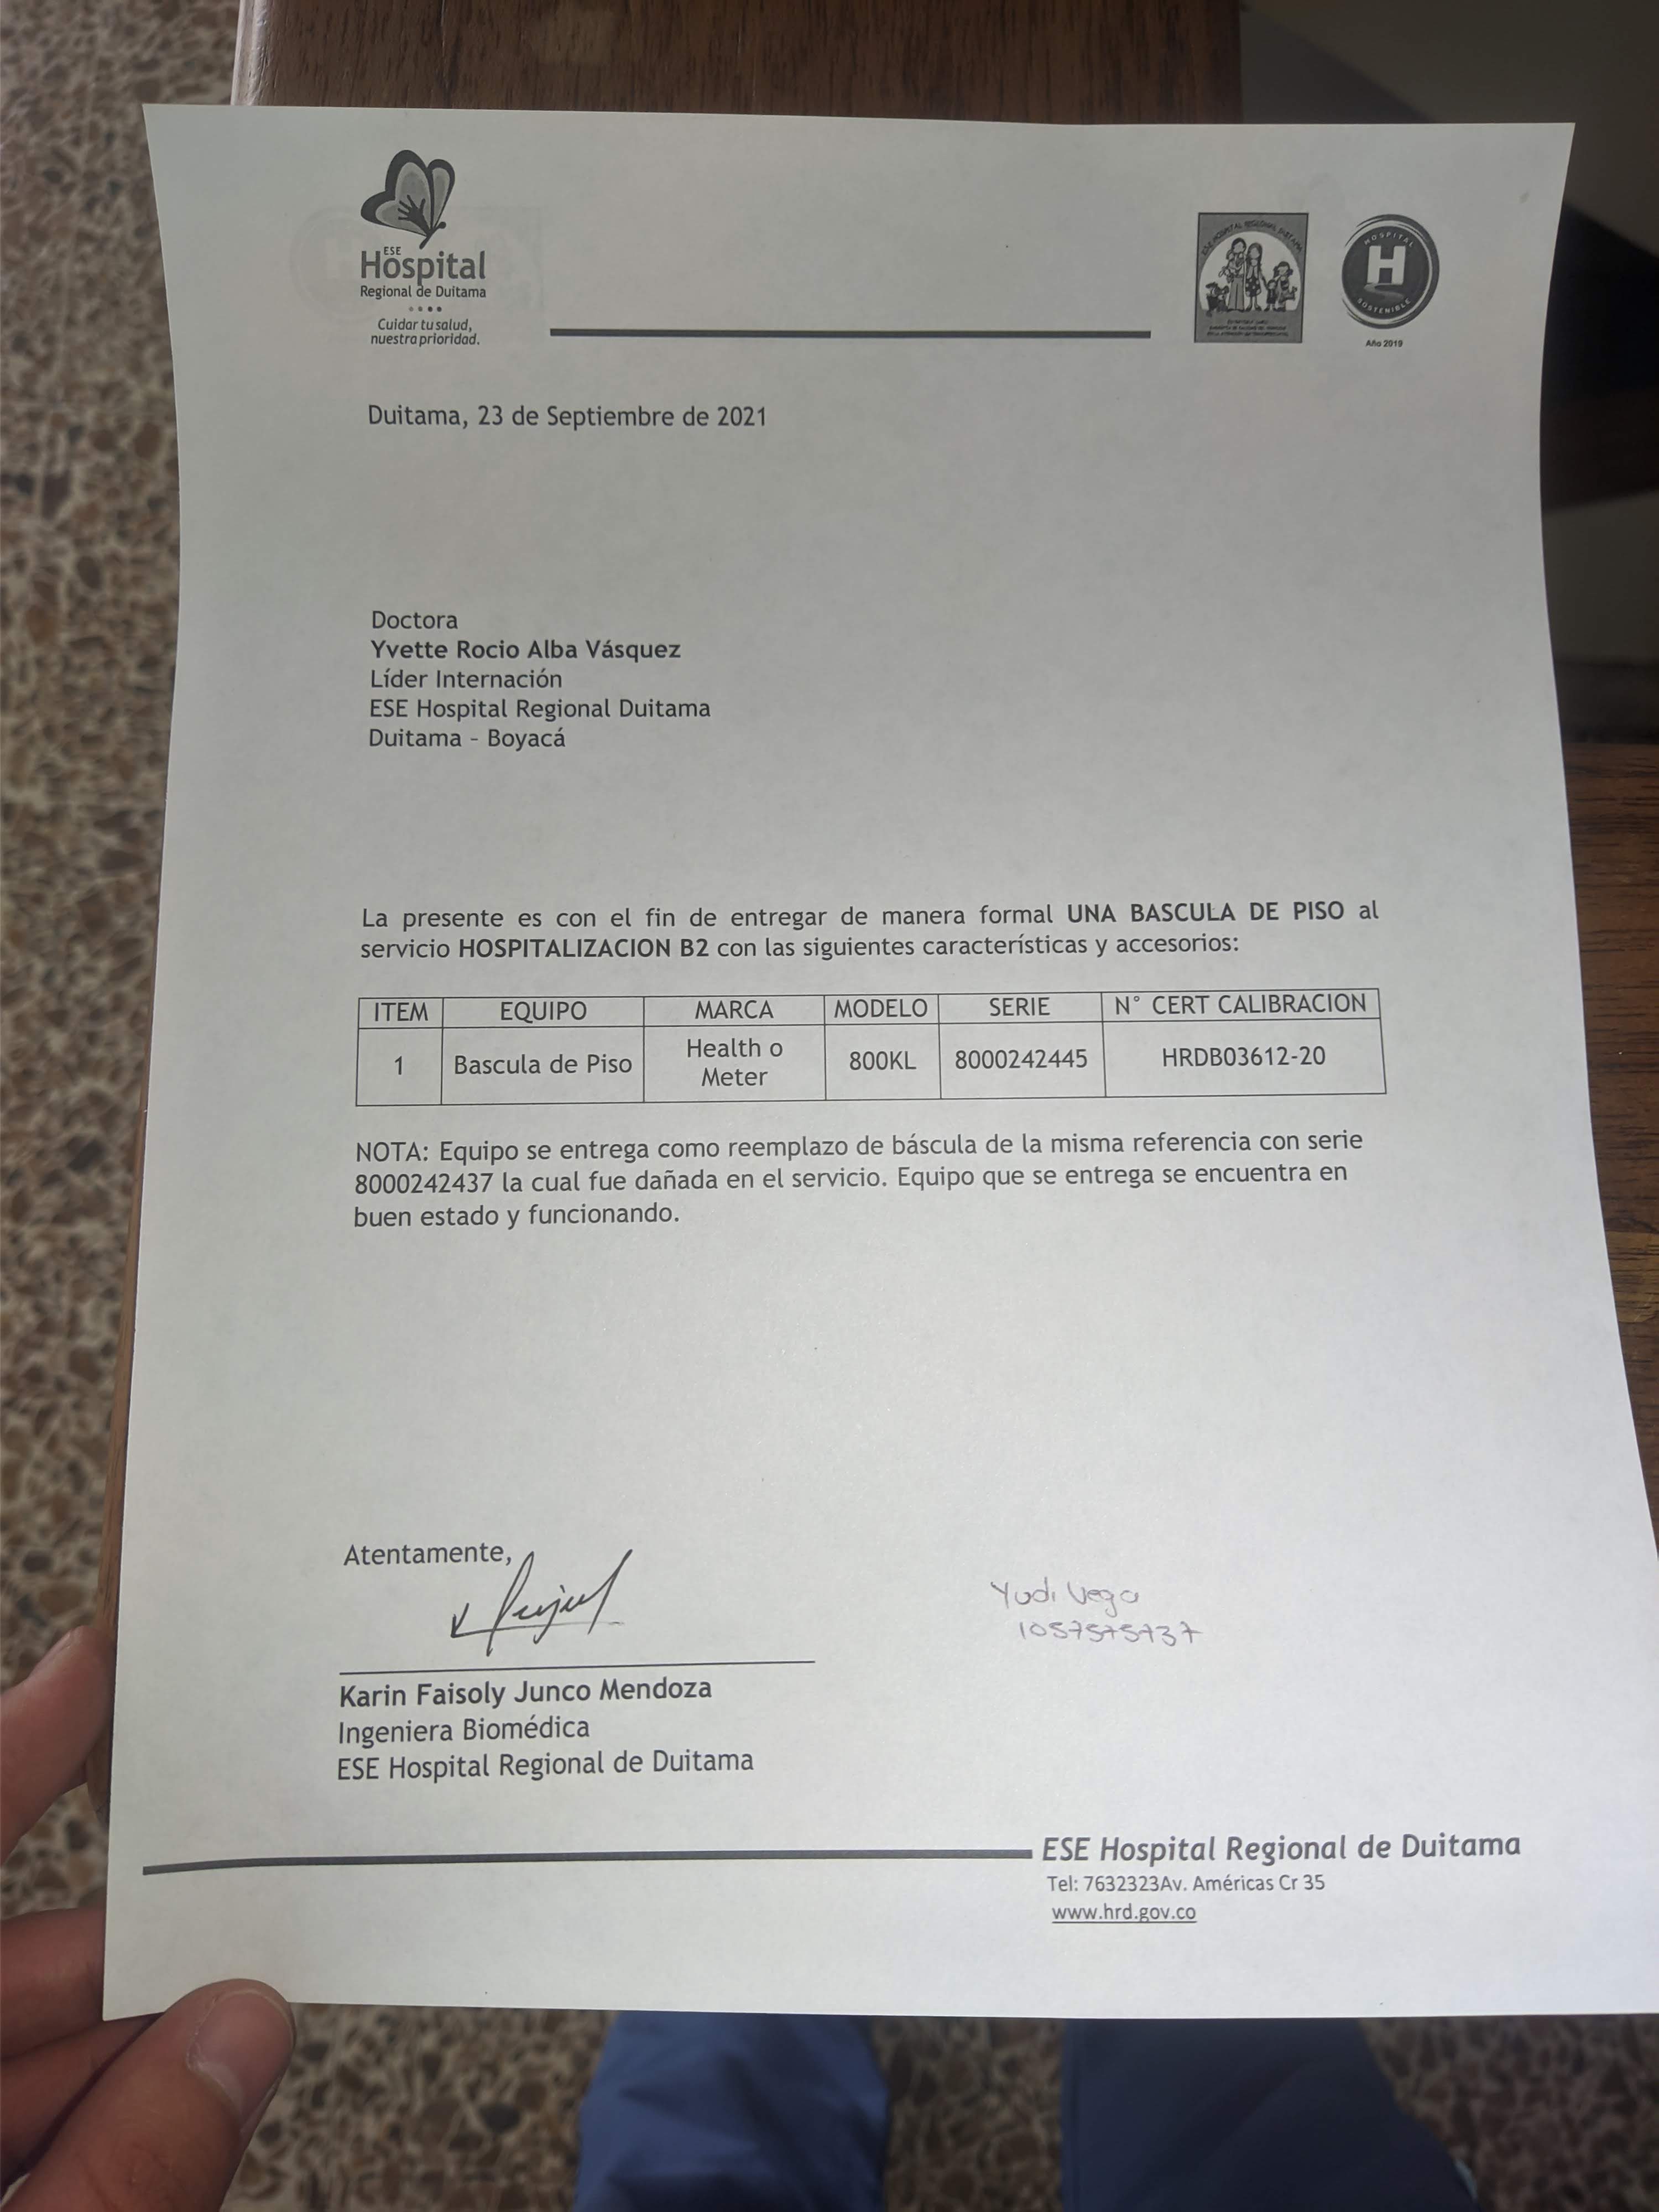 ESE
Hospital
Regional de Duitama
Cuidar tu salud,
nuestra prioridad.
ESE HOSPITAL REGIONAL DUITAMA
HOSPITAL
H
SOSTENIBLE
Año 2019
Duitama, 23 de Septiembre de 2021
Doctora
Yvette Rocio Alba Vásquez
Líder Internación
ESE Hospital Regional Duitama
Duitama - Boyacá
La presente es con el fin de entregar de manera formal UNA BASCULA DE PISO al
servicio HOSPITALIZACION B2 con las siguientes características y accesorios:
ITEM EQUIPO MARCA MODELO SERIE N° CERT CALIBRACION
1 Bascula de Piso Health o Meter 800KL 8000242445 HRDB03612-20
NOTA: Equipo se entrega como reemplazo de báscula de la misma referencia con serie
8000242437 la cual fue dañada en el servicio. Equipo que se entrega se encuentra en
buen estado y funcionando.
Atentamente,
Yudi Vega
Karin Faisoly Junco Mendoza
Ingeniera Biomédica
ESE Hospital Regional de Duitama
ESE Hospital Regional de Duitama
Tel: 7632323Av. Américas Cr 35
www.hrd.gov.co